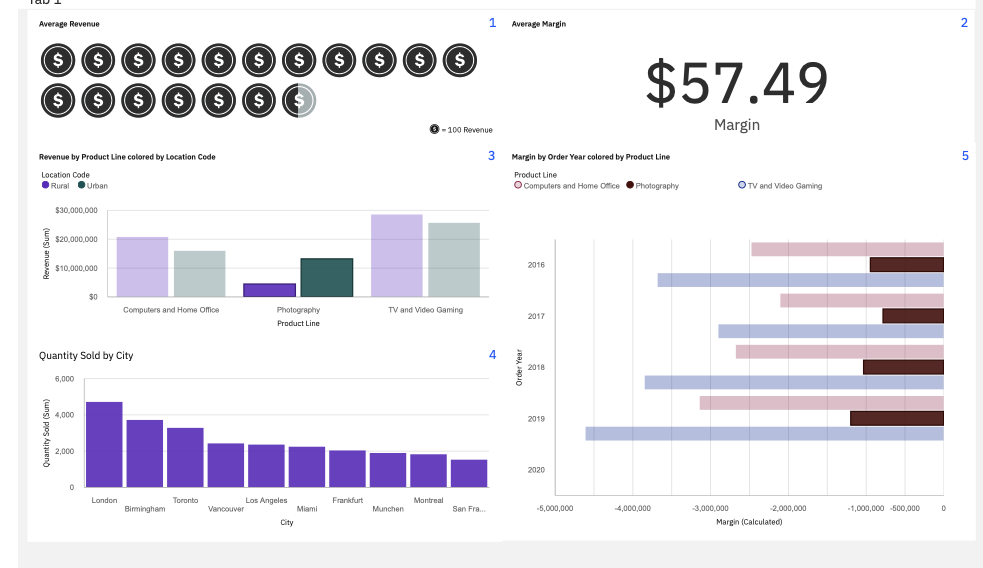 Tab 1
Average Revenue 1
$ $ $ $ $ $ $ $ $ $ $
$ $ $ $ $ $ $
$ = 100 Revenue
Average Margin 2
$57.49
Margin
Revenue by Product Line colored by Location Code 3
Location Code
Rural Urban
Revenue (Sum)
$30,000,000
$20,000,000
$10,000,000
$0
Computers and Home Office Photography TV and Video Gaming
Product Line
Quantity Sold by City 4
Quantity Sold (Sum)
6,000
4,000
2,000
0
London Birmingham Toronto Vancouver Los Angeles Miami Frankfurt Munchen Montreal San Fra...
City
Margin by Order Year colored by Product Line 5
Product Line
Computers and Home Office Photography TV and Video Gaming
Order Year
2016
2017
2018
2019
2020
-5,000,000 -4,000,000 -3,000,000 -2,000,000 -1,000,000 -500,000 0
Margin (Calculated)